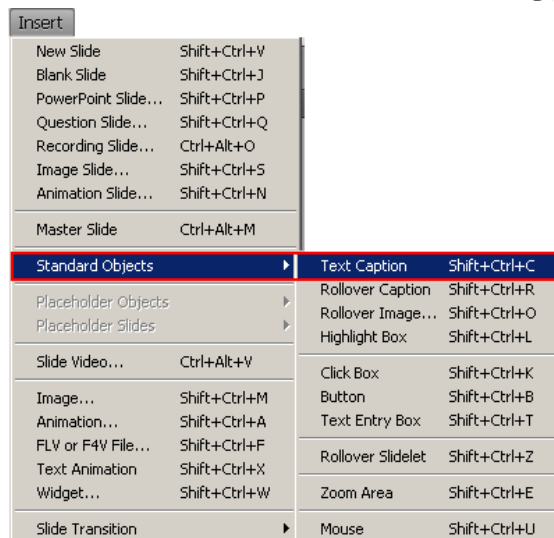 Insert
New Slide Shift+Ctrl+V
Blank Slide Shift+Ctrl+J
PowerPoint Slide... Shift+Ctrl+P
Question Slide... Shift+Ctrl+Q
Recording Slide... Ctrl+Alt+O
Image Slide... Shift+Ctrl+S
Animation Slide... Shift+Ctrl+N
Master Slide Ctrl+Alt+M
Standard Objects
Placeholder Objects
Placeholder Slides
Slide Video... Ctrl+Alt+V
Image... Shift+Ctrl+M
Animation... Shift+Ctrl+A
FLV or F4V File... Shift+Ctrl+F
Text Animation Shift+Ctrl+X
Widget... Shift+Ctrl+W
Slide Transition
Text Caption Shift+Ctrl+C
Rollover Caption Shift+Ctrl+R
Rollover Image... Shift+Ctrl+O
Highlight Box Shift+Ctrl+L
Click Box Shift+Ctrl+K
Button Shift+Ctrl+B
Text Entry Box Shift+Ctrl+T
Rollover Slidelet Shift+Ctrl+Z
Zoom Area Shift+Ctrl+E
Mouse Shift+Ctrl+U